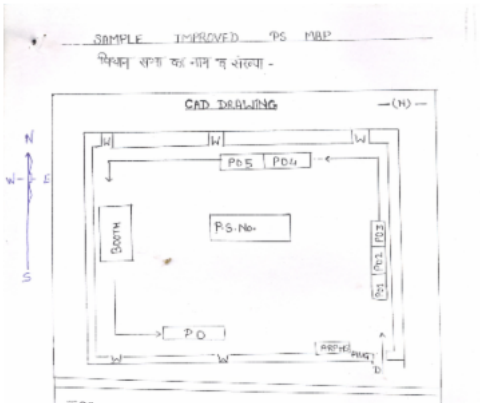 SAMPLE IMPROVED PS MAP
विधान सभा का नाम व संख्या -
CAD DRAWING
(N)
N
W E
S
W W W
PO5 PO4
BOOTH
P.S. No.
PO1 PO2 PO3
PO
W W
D